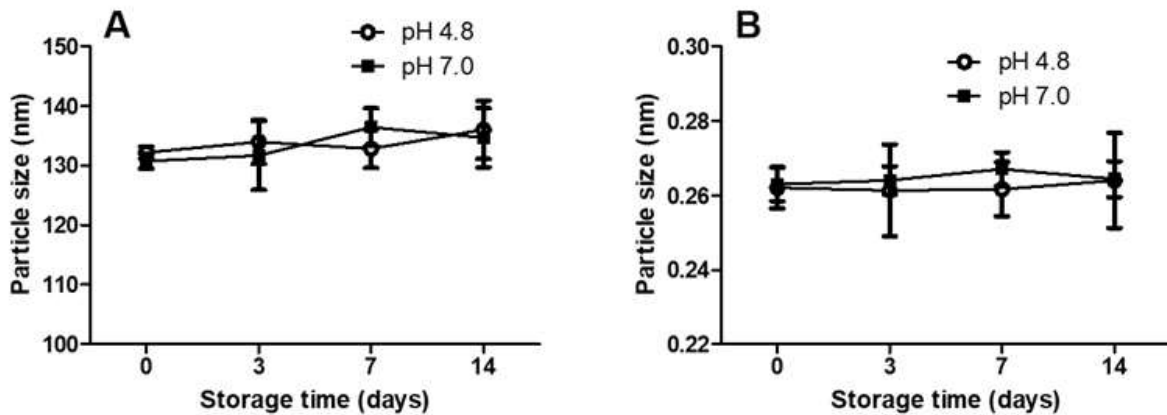 A
pH 4.8
pH 7.0
Particle size (nm)
150
140
130
120
110
100
0
3
7
14
Storage time (days)
B
pH 4.8
pH 7.0
Particle size (nm)
0.30
0.28
0.26
0.24
0.22
0
3
7
14
Storage time (days)